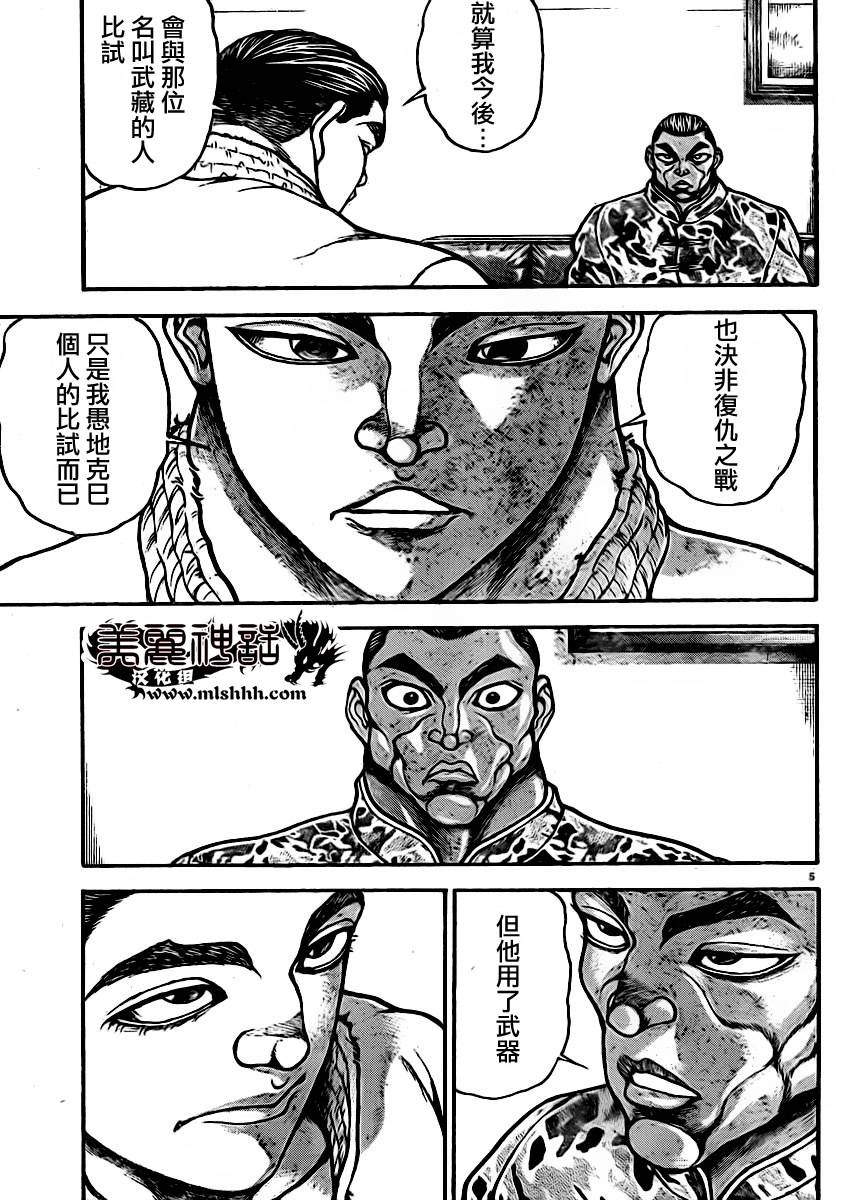 就算我今後…
會與那位
名叫武藏的人
比試
也決非復仇之戰
只是我愚地克巳
個人的比試而已
美麗神話
汉化组
www.mlshhh.com
5
但他用了武器